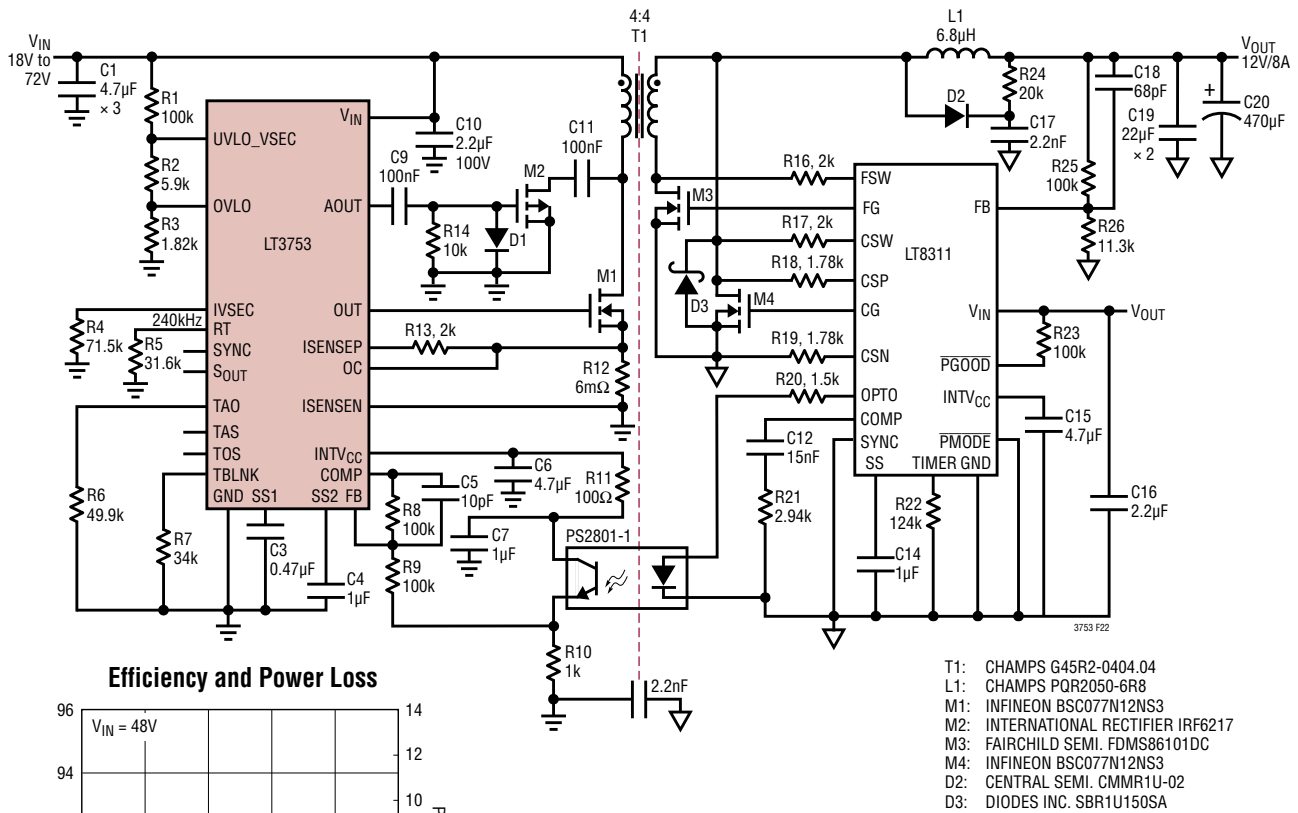 4:4
T1
L1
6.8µH
VIN
18V to
72V
C1
4.7µF
× 3
R1
100k
R2
5.9k
R3
1.82k
R4
71.5k
240kHz
R5
31.6k
UVLO_VSEC
OVLO
LT3753
IVSEC
RT
SYNC
SOUT
TAO
TAS
TOS
TBLNK
GND SS1 SS2 FB
VIN
AOUT
OUT
ISENSEP
OC
ISENSEN
INTVCC
COMP
C10
2.2µF
100V
C9
100nF
C11
100nF
M2
R14
10k
D1
M1
R13, 2k
R12
6mΩ
R6
49.9k
R7
34k
C3
0.47µF
C4
1µF
R8
100k
C5
10pF
R9
100k
C6
4.7µF
R11
100Ω
C7
1µF
PS2801-1
R10
1k
2.2nF
M3
M4
D3
R16, 2k
R17, 2k
R18, 1.78k
R19, 1.78k
R20, 1.5k
C12
15nF
R21
2.94k
D2
R24
20k
C17
2.2nF
R25
100k
C18
68pF
C19
22µF
× 2
VOUT
12V/8A
+
C20
470µF
R26
11.3k
FSW
FG
CSW
CSP
CG
CSN
OPTO
COMP
SYNC
SS
TIMER GND
LT8311
FB
VIN
PGOOD
INTVCC
PMODE
VOUT
R23
100k
C15
4.7µF
C16
2.2µF
R22
124k
C14
1µF
3753 F22
T1: CHAMPS G45R2-0404.04
L1: CHAMPS PQR2050-6R8
M1: INFINEON BSC077N12NS3
M2: INTERNATIONAL RECTIFIER IRF6217
M3: FAIRCHILD SEMI. FDMS86101DC
M4: INFINEON BSC077N12NS3
D2: CENTRAL SEMI. CMMR1U-02
D3: DIODES INC. SBR1U150SA
Efficiency and Power Loss
VIN = 48V
96
94
14
12
10